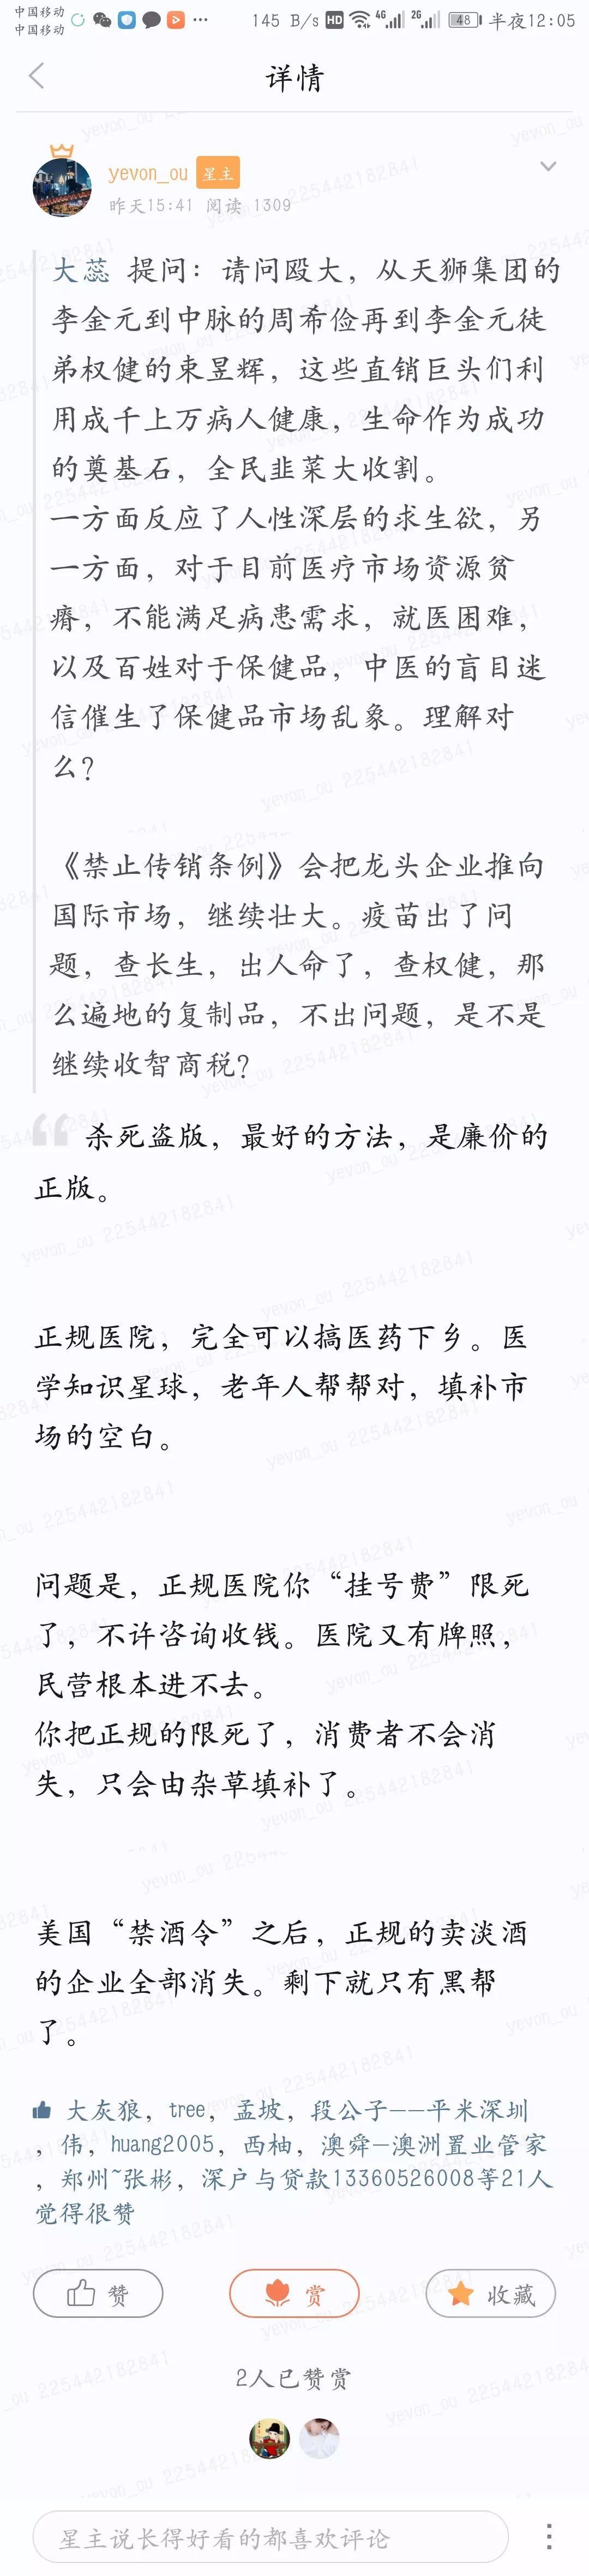 中国移动
中国移动
145 B/s HD 4G 2G 48 半夜12:05
详情
yevon_ou 星主
昨天15:41 阅读 1309
大蕊 提问：请问殴大，从天狮集团的
李金元到中脉的周希俭再到李金元徒
弟权健的束昱辉，这些直销巨头们利
用成千上万病人健康，生命作为成功
的奠基石，全民韭菜大收割。
一方面反应了人性深层的求生欲，另
一方面，对于目前医疗市场资源贫
瘠，不能满足病患需求，就医困难，
以及百姓对于保健品，中医的盲目迷
信催生了保健品市场乱象。理解对
么？
《禁止传销条例》会把龙头企业推向
国际市场，继续壮大。疫苗出了问
题，查长生，出人命了，查权健，那
么遍地的复制品，不出问题，是不是
继续收智商税？
杀死盗版，最好的方法，是廉价的
正版。
正规医院，完全可以搞医药下乡。医
学知识星球，老年人帮帮对，填补市
场的空白。
问题是，正规医院你“挂号费”限死
了，不许咨询收钱。医院又有牌照，
民营根本进不去。
你把正规的限死了，消费者不会消
失，只会由杂草填补了。
美国“禁酒令”之后，正规的卖淡酒
的企业全部消失。剩下就只有黑帮
了。
大灰狼，tree，孟坡，段公子——平米深圳
，伟，huang2005，西柚，澳舜-澳洲置业管家
，郑州~张彬，深户与贷款13360526008等21人
觉得很赞
赞 赏 收藏
2人已赞赏
星主说长得好看的都喜欢评论
yevon_ou 225442182841